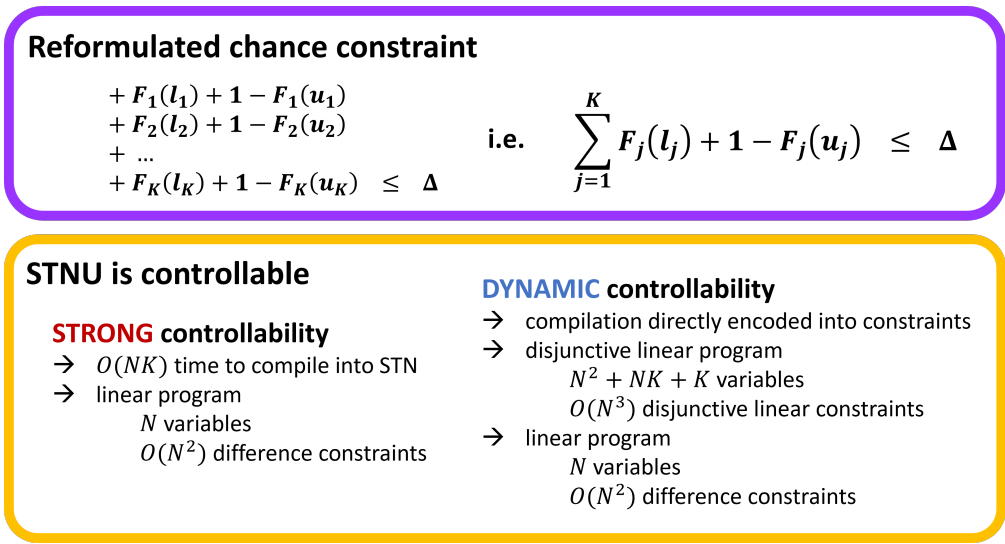 Reformulated chance constraint
+ F₁(l₁) + 1 − F₁(u₁)
+ F₂(l₂) + 1 − F₂(u₂)
+ ...
+ F_K(l_K) + 1 − F_K(u_K) ≤ Δ
i.e.
∑_{j=1}^{K} F_j(l_j) + 1 − F_j(u_j) ≤ Δ
STNU is controllable
STRONG controllability
→ O(NK) time to compile into STN
→ linear program
N variables
O(N²) difference constraints
DYNAMIC controllability
→ compilation directly encoded into constraints
→ disjunctive linear program
N² + NK + K variables
O(N³) disjunctive linear constraints
→ linear program
N variables
O(N²) difference constraints